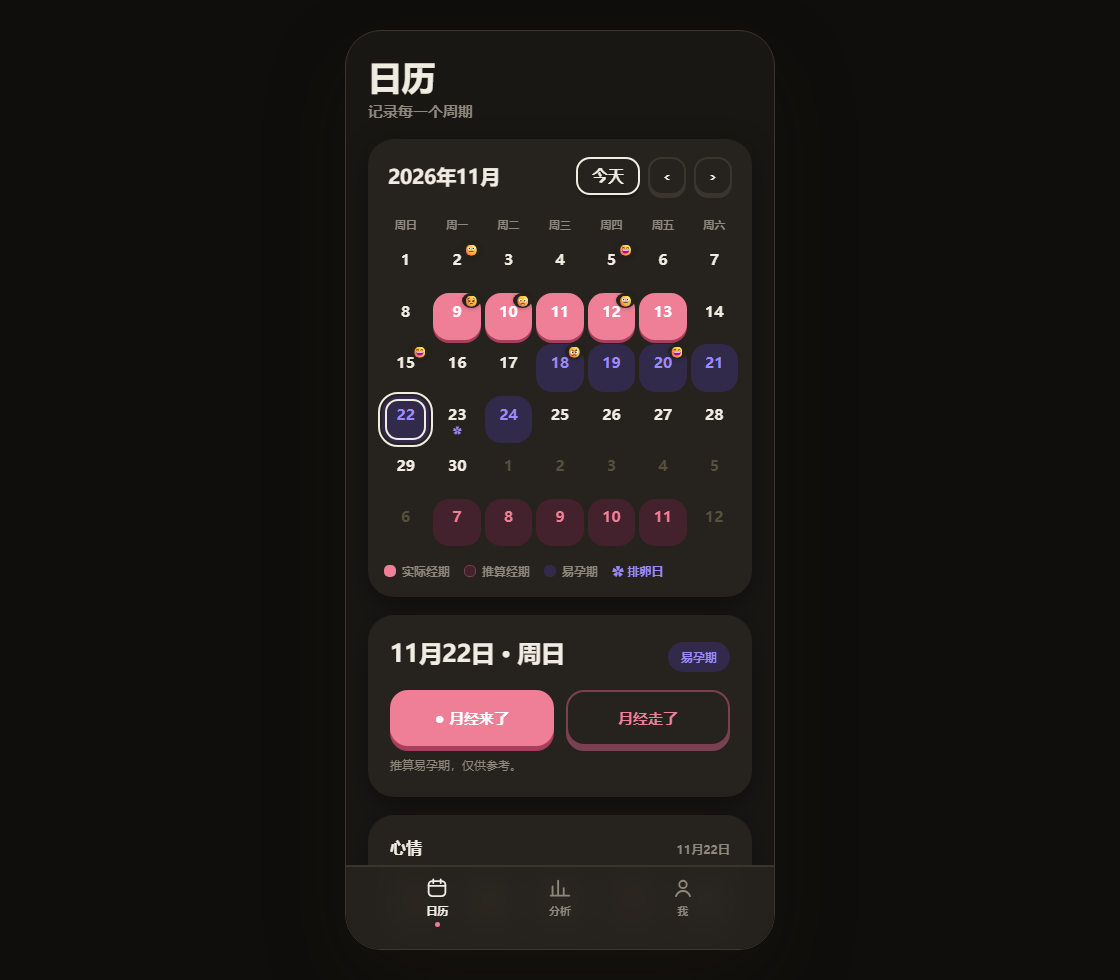 日历
记录每一个周期
2026年11月 今天 < >
周日 周一 周二 周三 周四 周五 周六
1 2 3 4 5 6 7
8 9 10 11 12 13 14
15 16 17 18 19 20 21
22 23 24 25 26 27 28
29 30 1 2 3 4 5
6 7 8 9 10 11 12
实际经期 推算经期 易孕期 排卵日
11月22日 • 周日 易孕期
● 月经来了 月经走了
推算易孕期，仅供参考。
心情 11月22日
日历 分析 我